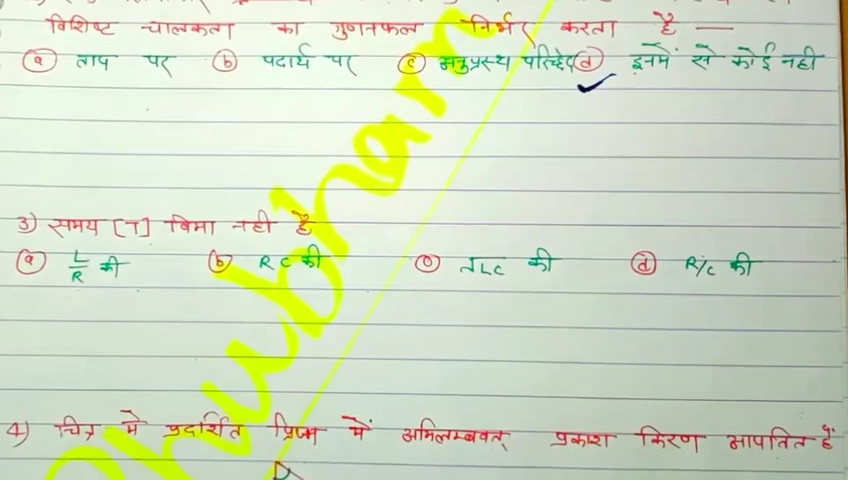 विशिष्ट चालकता का गुणनफल निर्भर करता है —
(a) ताप पर (b) पदार्थ पर (c) अनुप्रस्थ परिच्छेद (d) इनमें से कोई नही
3) समय [T] विमा नही है
(a) L/R की (b) RC की (c) √LC की (d) R/C की
4) चित्र मे प्रदर्शित प्रिज्म में अभिलम्बवत् प्रकाश किरण आपतित है
Shubham